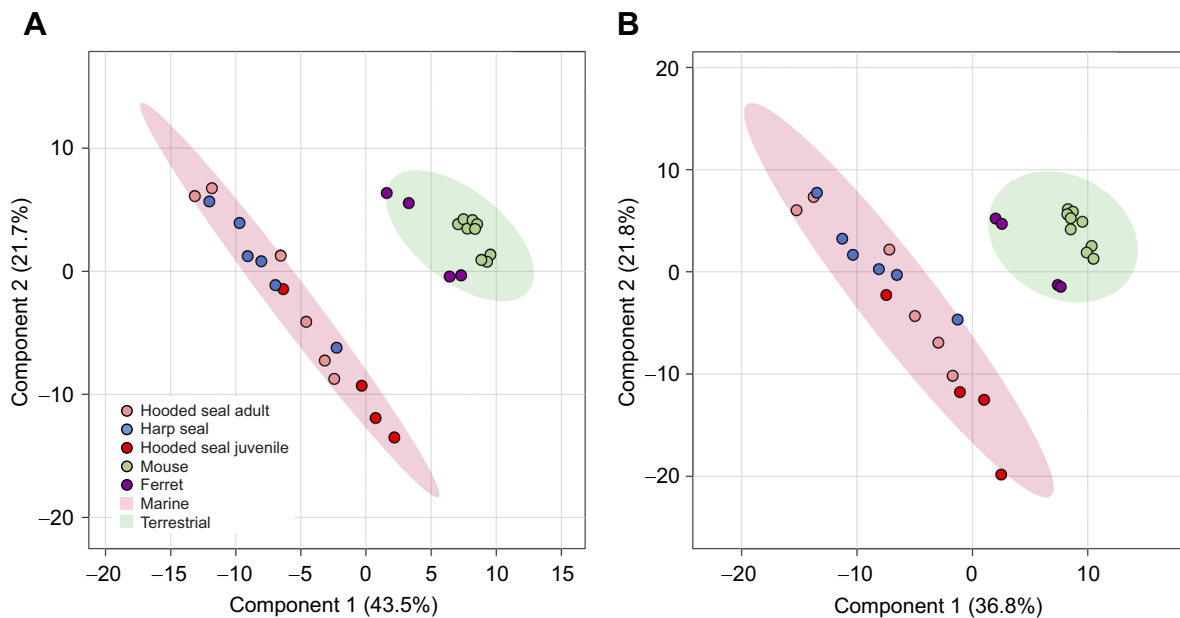 A
B
10
0
−10
−20
Component 2 (21.7%)
Hooded seal adult
Harp seal
Hooded seal juvenile
Mouse
Ferret
Marine
Terrestrial
−20 −15 −10 −5 0 5 10 15
Component 1 (43.5%)
20
10
0
−10
−20
Component 2 (21.8%)
−20 −10 0 10
Component 1 (36.8%)